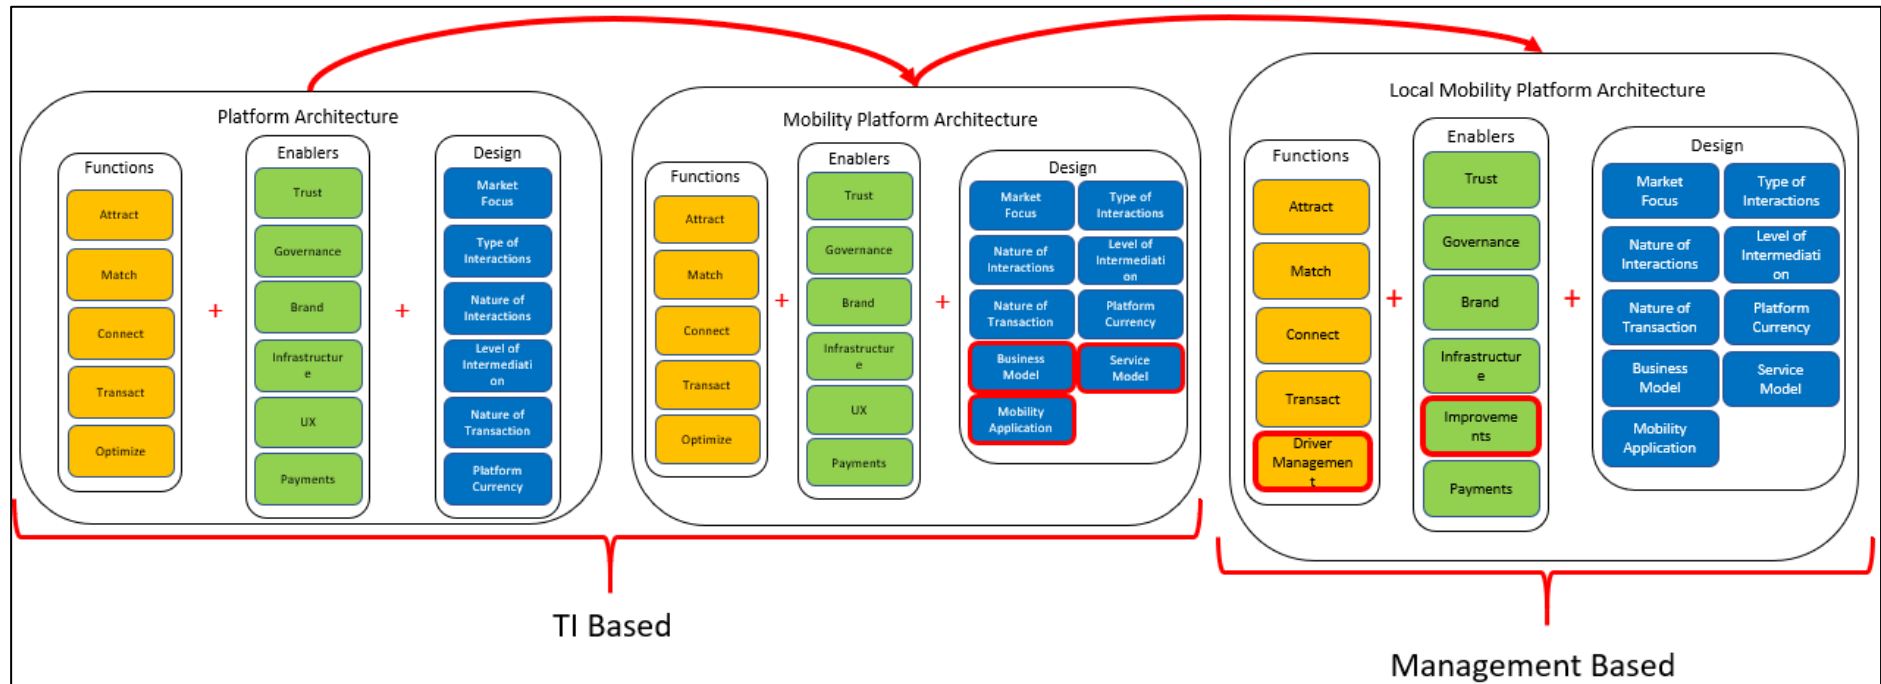 Platform Architecture
Functions
Attract
Match
Connect
Transact
Optimize
+
Enablers
Trust
Governance
Brand
Infrastructur
e
UX
Payments
+
Design
Market
Focus
Type of
Interactions
Nature of
Interactions
Level of
Intermediati
on
Nature of
Transaction
Platform
Currency
Mobility Platform Architecture
Functions
Attract
Match
Connect
Transact
Optimize
+
Enablers
Trust
Governance
Brand
Infrastructur
e
UX
Payments
+
Design
Market
Focus
Type of
Interactions
Nature of
Interactions
Level of
Intermediati
on
Nature of
Transaction
Platform
Currency
Business
Model
Service
Model
Mobility
Application
TI Based
Local Mobility Platform Architecture
Functions
Attract
Match
Connect
Transact
Driver
Managemen
t
+
Enablers
Trust
Governance
Brand
Infrastructur
e
Improveme
nts
Payments
+
Design
Market
Focus
Type of
Interactions
Nature of
Interactions
Level of
Intermediati
on
Nature of
Transaction
Platform
Currency
Business
Model
Service
Model
Mobility
Application
Management Based